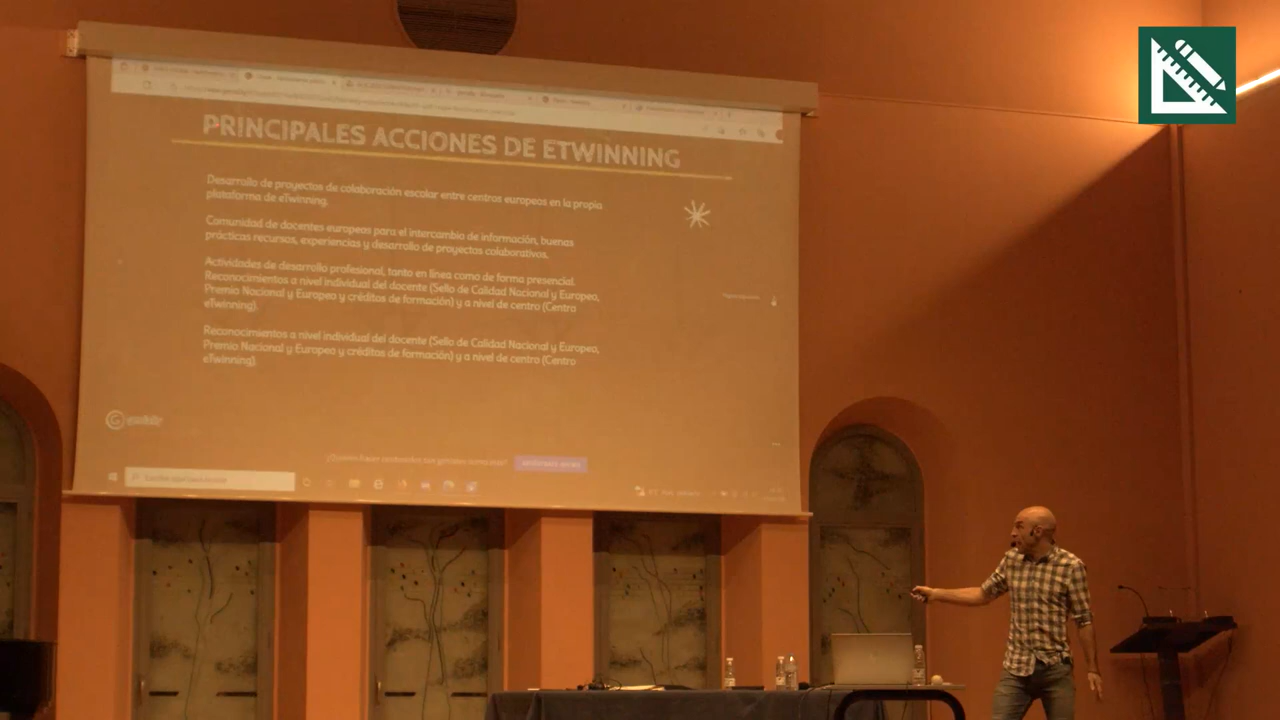 PRINCIPALES ACCIONES DE ETWINNING
Desarrollo de proyectos de colaboración escolar entre centros europeos en la propia
plataforma de eTwinning.
Comunidad de docentes europeas para el intercambio de información, buenas
prácticas recursos, experiencias y desarrollo de proyectos colaborativos,
Actividades de desarrollo profesional, tanto en línea como de forma presencial.
Reconocimientos a nivel individual del docente (Sello de Calidad Nacional y Europeo,
Premio Nacional y Europeo y créditos de formación) y a nivel de centro (Centro
eTwinning).
Reconocimientos a nivel individual del docente (Sello de Calidad Nacional y Europeo,
Premio Nacional y Europeo y créditos de formación) y a nivel de centro (Centro
eTwinning).
genially